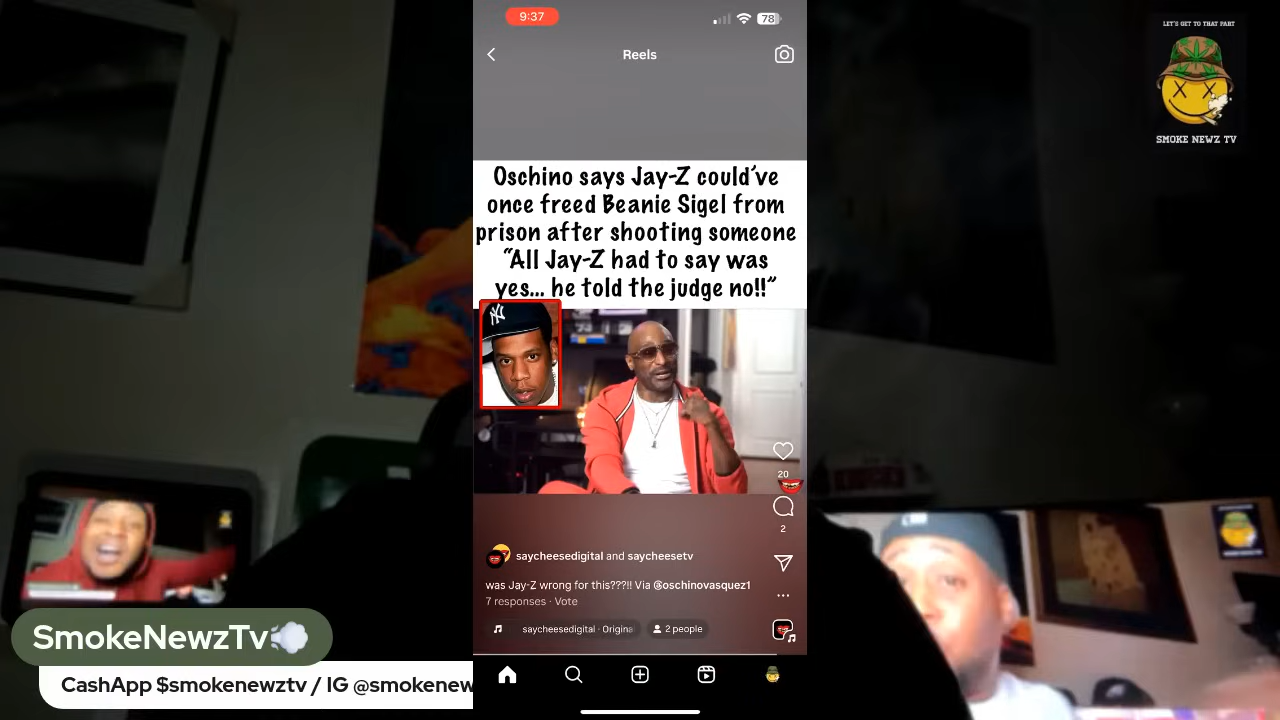 9:37
78
Reels
LET'S GET TO THAT PART
SMOKE NEWZ TV
Oschino says Jay-Z could've
once freed Beanie Sigel from
prison after shooting someone
"All Jay-Z had to say was
yes... he told the judge no!!"
NY
20
2
saycheesedigital and saycheesetv
was Jay-Z wrong for this???!! Via @oschinovasquez1
7 responses · Vote
saycheesedigital · Origina
2 people
SmokeNewzTv💨
CashApp $smokenewztv / IG @smokenew